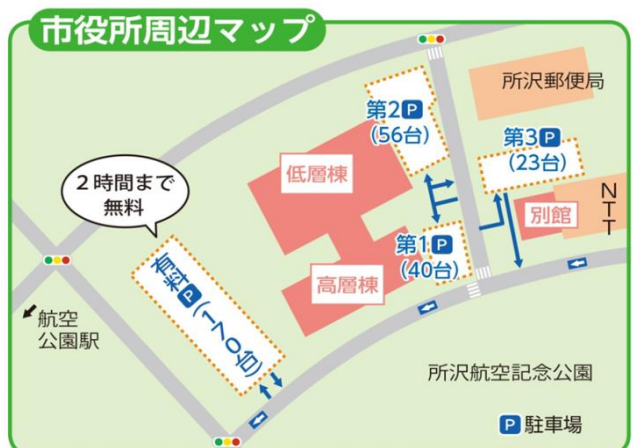 市役所周辺マップ
所沢郵便局
第2P
(56台)
第3P
(23台)
低層棟
2時間まで
無料
NTT
別館
第1P
(40台)
有料P(170台)
高層棟
航空
公園駅
所沢航空記念公園
P駐車場